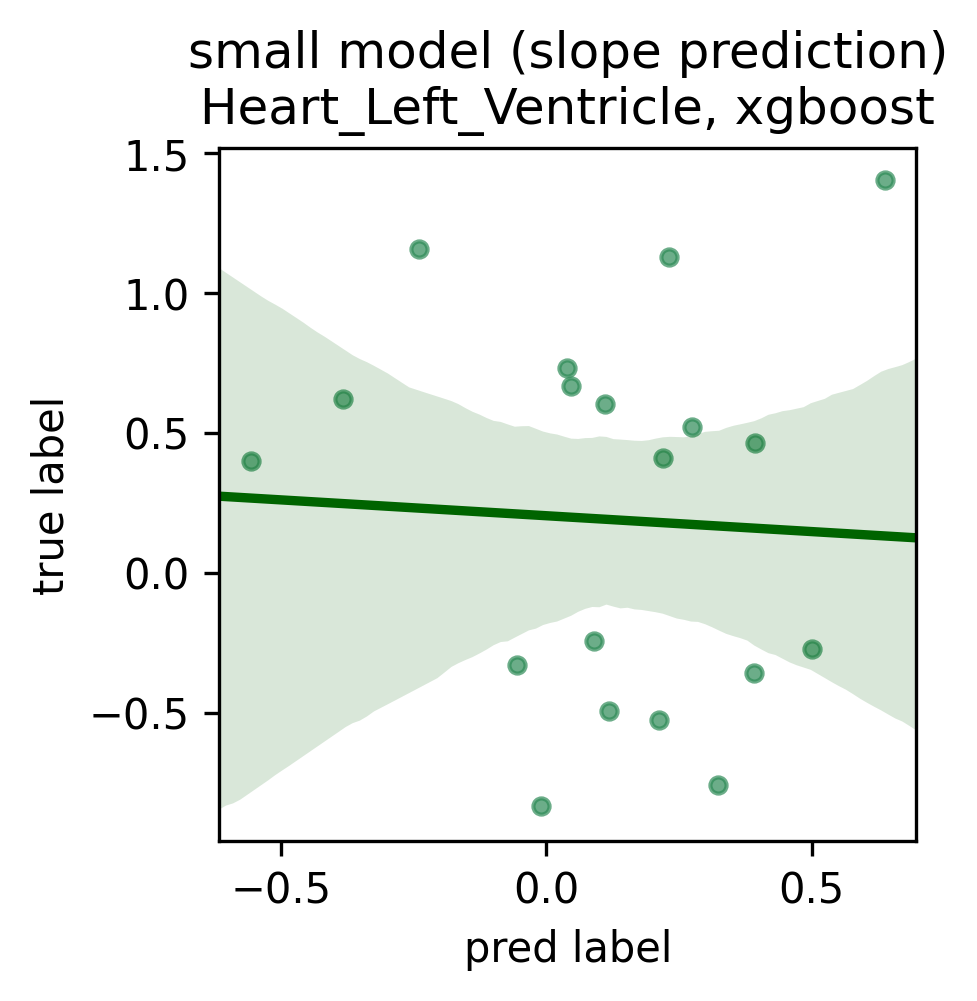 small model (slope prediction)
Heart_Left_Ventricle, xgboost
1.5
1.0
0.5
0.0
−0.5
true label
−0.5
0.0
0.5
pred label